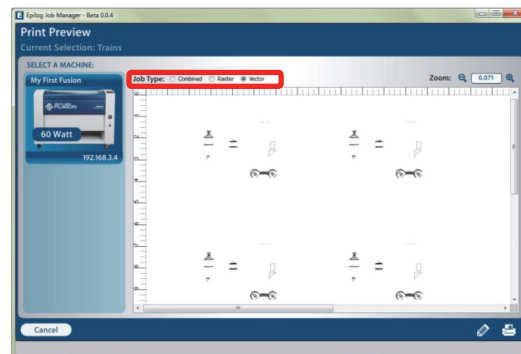 Epilog Job Manager - Beta 0.0.4
Print Preview
Current Selection: Trains
SELECT A MACHINE:
My First Fusion
FUSION
60 Watt
192.168.3.4
Job Type: Combined Raster Vector
Zoom: 0.071
Cancel